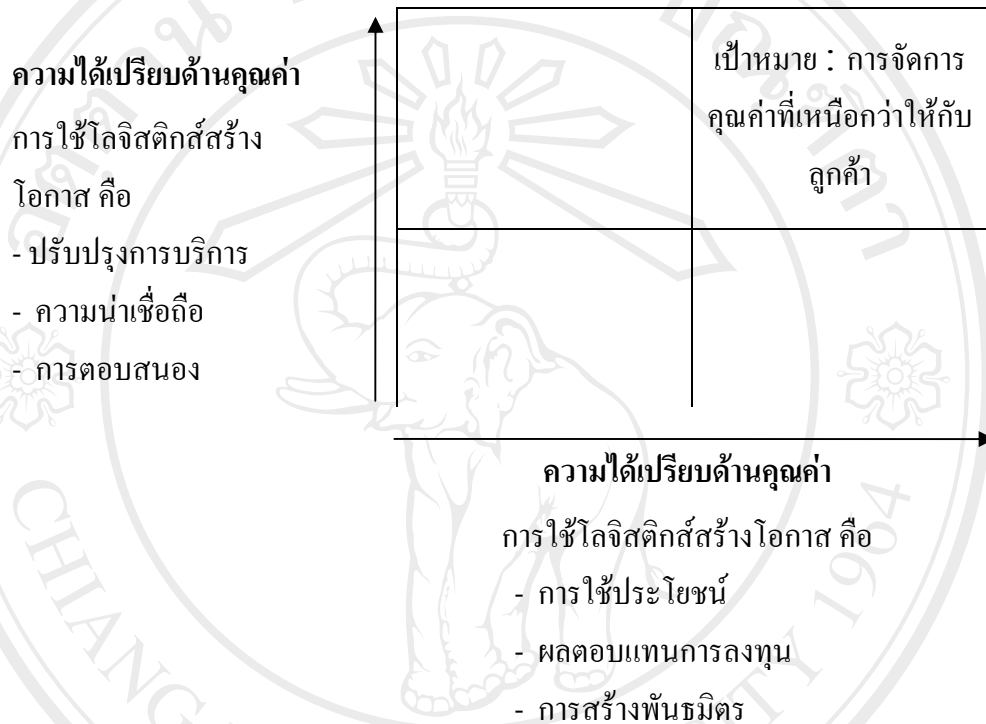 ความได้เปรียบด้านคุณค่า
การใช้โลจิสติกส์สร้าง
โอกาส คือ
- ปรับปรุงการบริการ
- ความน่าเชื่อถือ
- การตอบสนอง
เป้าหมาย : การจัดการ
คุณค่าที่เหนือกว่าให้กับ
ลูกค้า
ความได้เปรียบด้านคุณค่า
การใช้โลจิสติกส์สร้างโอกาส คือ
- การใช้ประโยชน์
- ผลตอบแทนการลงทุน
- การสร้างพันธมิตร
CHIANG
TY 1964